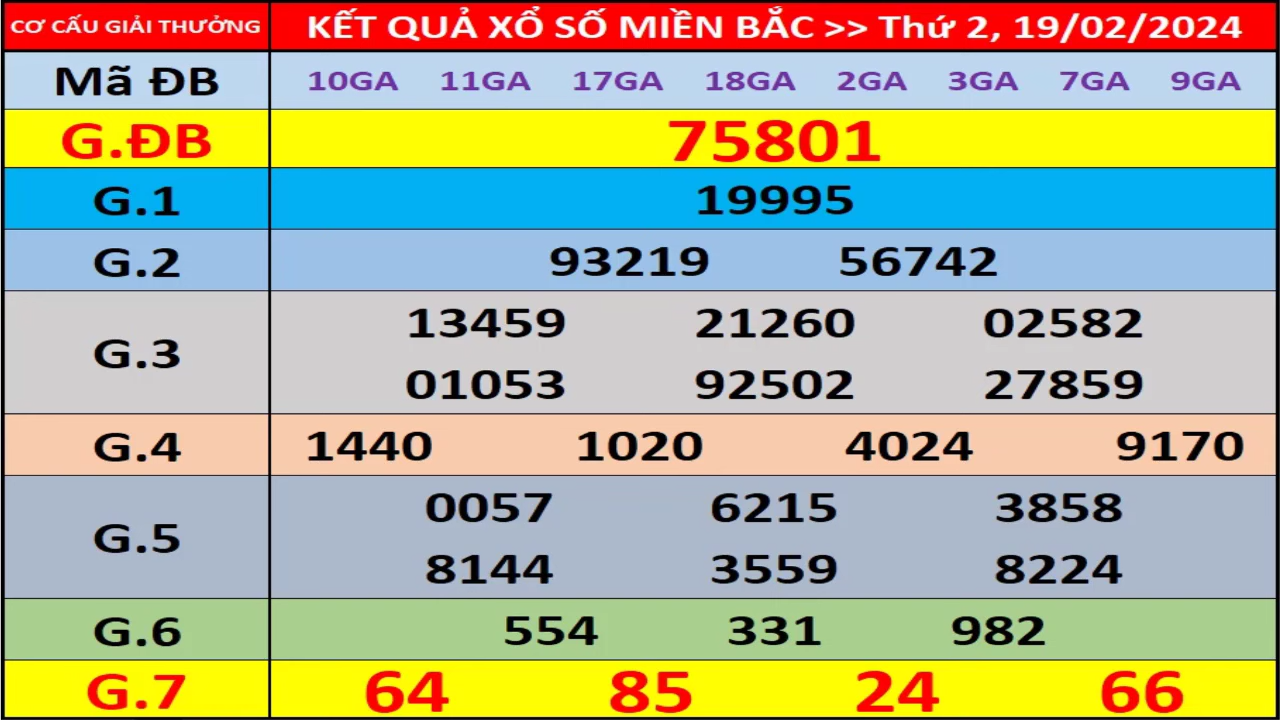 CƠ CẤU GIẢI THƯỞNG KẾT QUẢ XỔ SỐ MIỀN BẮC >> Thứ 2, 19/02/2024
Mã ĐB 10GA 11GA 17GA 18GA 2GA 3GA 7GA 9GA
G.ĐB 75801
G.1 19995
G.2 93219 56742
G.3
13459 21260 02582
01053 92502 27859
G.4 1440 1020 4024 9170
G.5
0057 6215 3858
8144 3559 8224
G.6 554 331 982
G.7 64 85 24 66